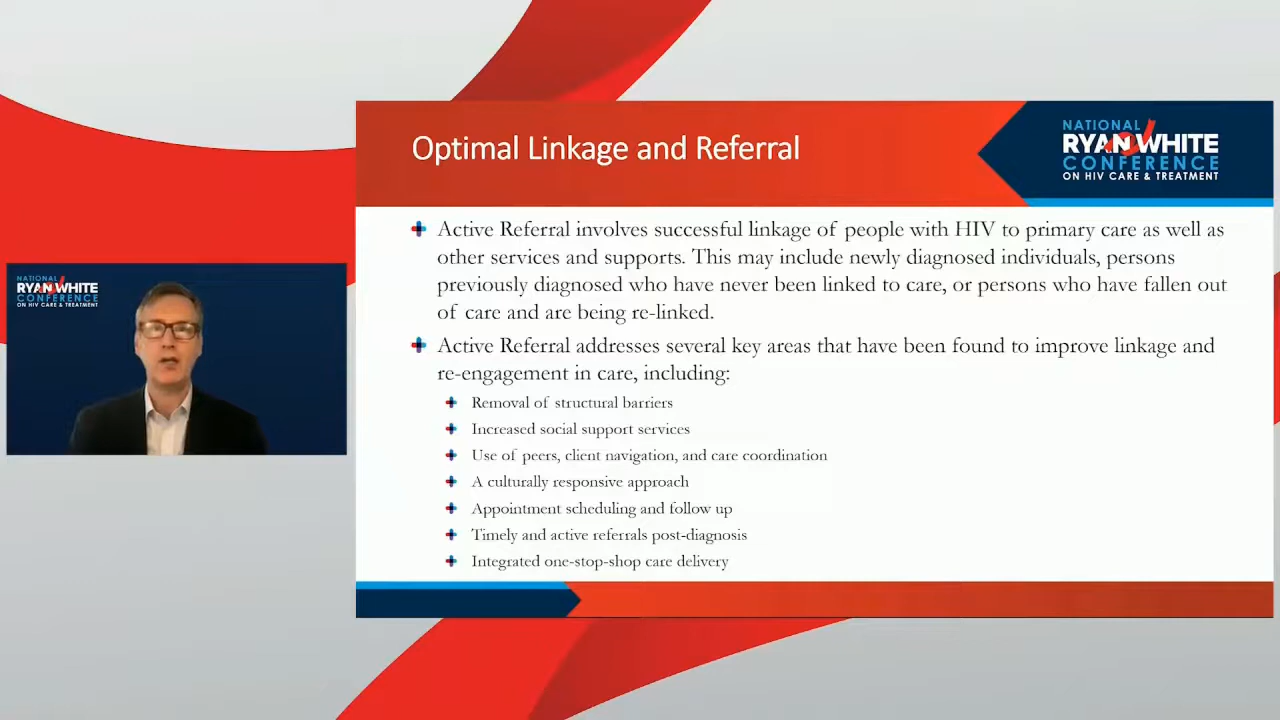 Optimal Linkage and Referral
NATIONAL
RYAN WHITE
CONFERENCE
ON HIV CARE & TREATMENT
Active Referral involves successful linkage of people with HIV to primary care as well as
other services and supports. This may include newly diagnosed individuals, persons
previously diagnosed who have never been linked to care, or persons who have fallen out
of care and are being re-linked.
Active Referral addresses several key areas that have been found to improve linkage and
re-engagement in care, including:
Removal of structural barriers
Increased social support services
Use of peers, client navigation, and care coordination
A culturally responsive approach
Appointment scheduling and follow up
Timely and active referrals post-diagnosis
Integrated one-stop-shop care delivery
NATIONAL
RYAN WHITE
CONFERENCE
ON HIV CARE & TREATMENT